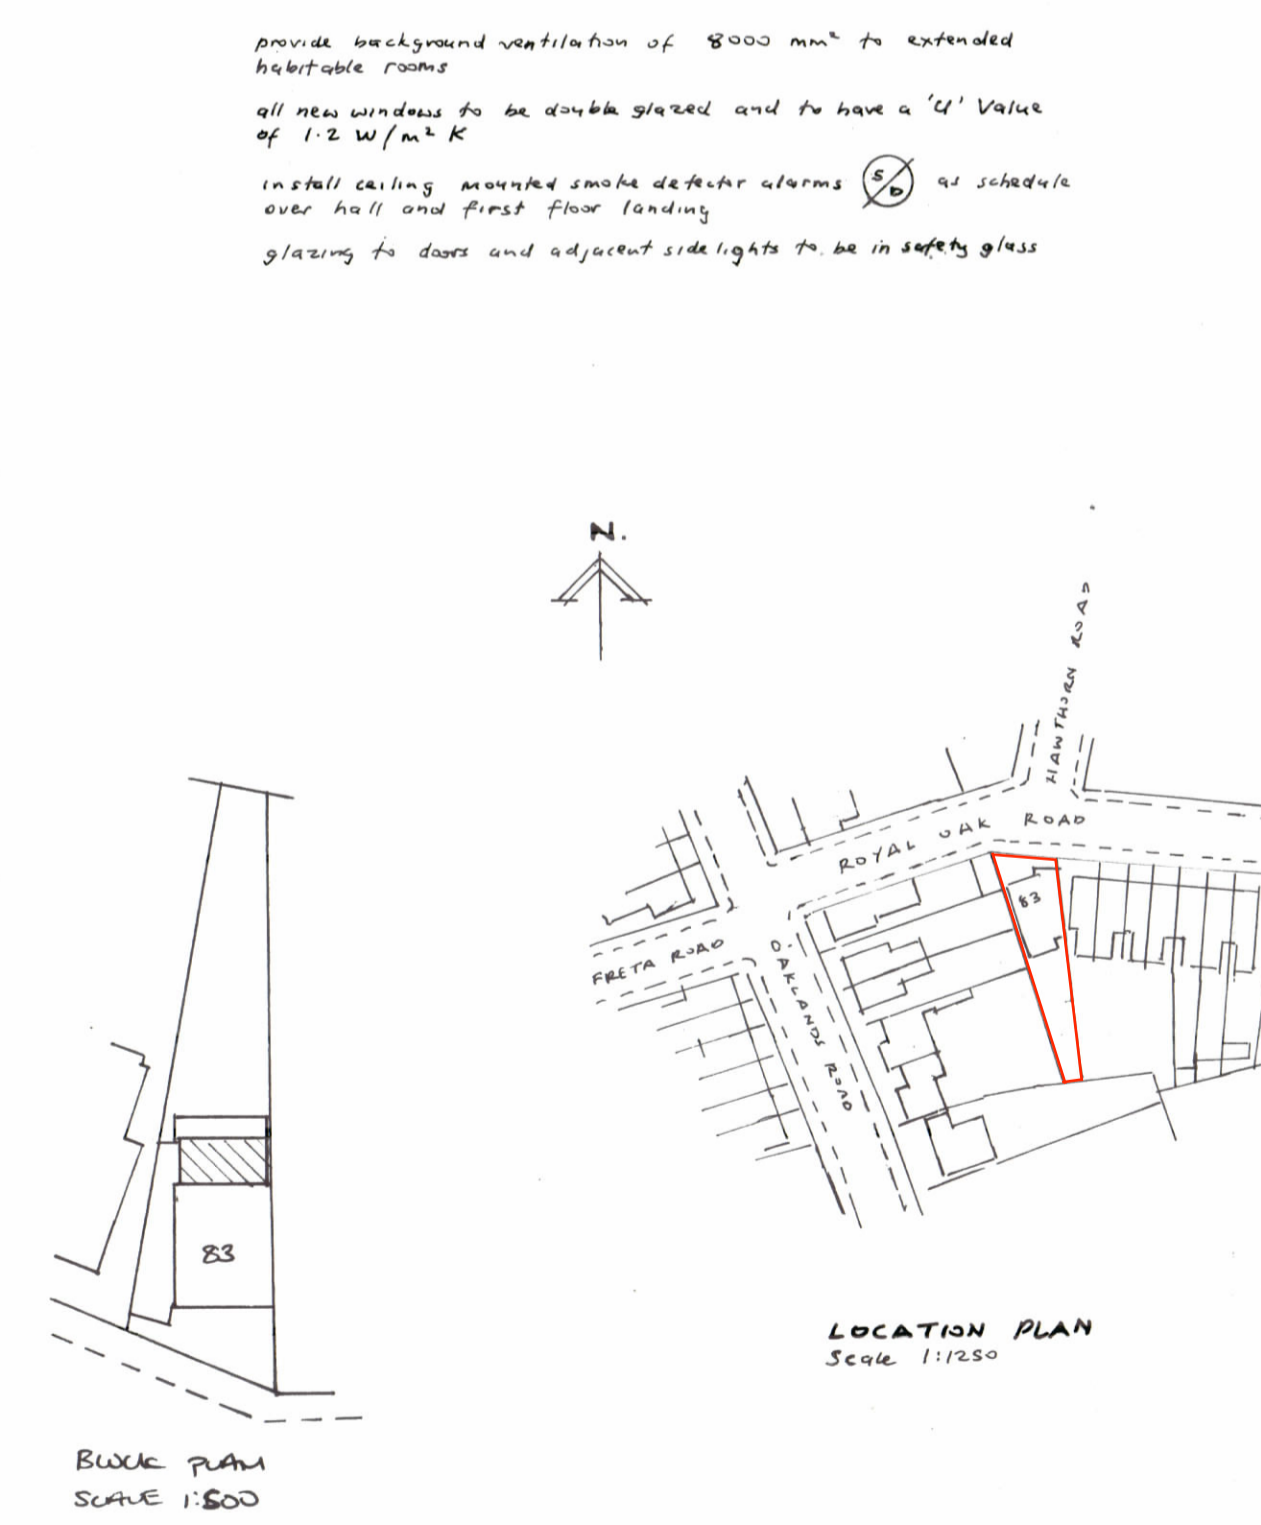 provide background ventilation of 8000 mm² to extended
habitable rooms
all new windows to be double glazed and to have a 'U' Value
of 1.2 W/m² K
install ceiling mounted smoke detector alarms S/D as schedule
over hall and first floor landing
glazing to doors and adjacent side lights to be in safety glass
N.
HAWTHORN ROAD
ROYAL OAK ROAD
83
FRETA ROAD
OAKLANDS ROAD
83
LOCATION PLAN
Scale 1:1250
BLOCK PLAN
SCALE 1:500